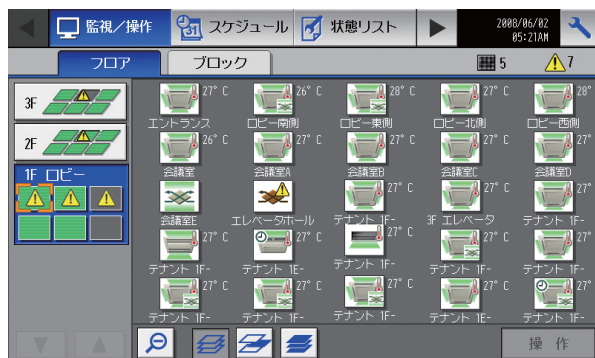 監視／操作 スケジュール 状態リスト 2008/06/02
05:21AM
フロア ブロック 5 7
3F
2F
1F ロビー
27°C 26°C 28°C 27°C 28°
エントランス ロビー南側 ロビー東側 ロビー北側 ロビー西側
26°C 27°C 27°C 27°C 27°
会議室 会議室A 会議室B 会議室C 会議室D
27°C 27°C 27°
会議室E エレベータホール テナント 1F- 3F エレベータ テナント 1F-
27°C 27°C 27°C 27°C 27°
テナント 1F- テナント 1E- テナント 1F- テナント 1F- テナント 1F-
27°C 27°C 27°C 27°C 27°
テナント 1F- テナント 1F- テナント 1F- テナント 1E- テナント 1F-
操 作